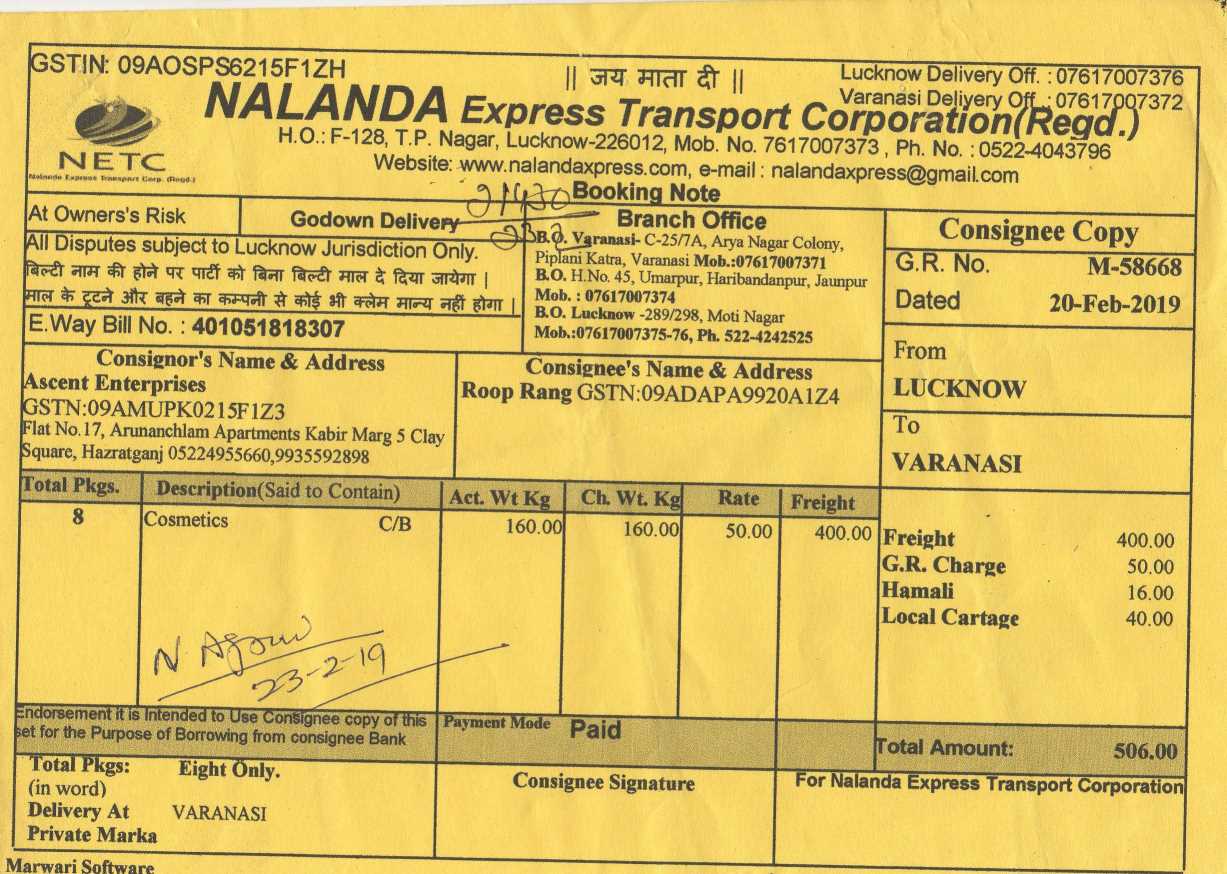 GSTIN: 09AOSPS6215F1ZH
|| जय माता दी ||
Lucknow Delivery Off. : 07617007376
Varanasi Delivery Off. : 07617007372
NALANDA Express Transport Corporation(Regd.)
H.O.: F-128, T.P. Nagar, Lucknow-226012, Mob. No. 7617007373 , Ph. No. : 0522-4043796
Website: www.nalandaxpress.com, e-mail : nalandaxpress@gmail.com
NETC
Nalanda Express Transport Corp. (Regd.)
Booking Note
21430
At Owners's Risk
Godown Delivery
All Disputes subject to Lucknow Jurisdiction Only.
बिल्टी नाम की होने पर पार्टी को बिना बिल्टी माल दे दिया जायेगा |
माल के टूटने और बहने का कम्पनी से कोई भी क्लेम मान्य नहीं होगा |
E.Way Bill No. : 401051818307
Branch Office
B.O. Varanasi- C-25/7A, Arya Nagar Colony,
Piplani Katra, Varanasi Mob.:07617007371
B.O. H.No. 45, Umarpur, Haribandanpur, Jaunpur
Mob. : 07617007374
B.O. Lucknow -289/298, Moti Nagar
Mob.:07617007375-76, Ph. 522-4242525
Consignee Copy
G.R. No. M-58668
Dated 20-Feb-2019
From
LUCKNOW
To
VARANASI
Consignor's Name & Address
Ascent Enterprises
GSTN:09AMUPK0215F1Z3
Flat No.17, Arunanchlam Apartments Kabir Marg 5 Clay
Square, Hazratganj 05224955660,9935592898
Consignee's Name & Address
Roop Rang GSTN:09ADAPA9920A1Z4
Total Pkgs. Description(Said to Contain) Act. Wt Kg Ch. Wt. Kg Rate Freight
8 Cosmetics C/B 160.00 160.00 50.00 400.00
Freight 400.00
G.R. Charge 50.00
Hamali 16.00
Local Cartage 40.00
23-2-19
Endorsement it is Intended to Use Consignee copy of this
set for the Purpose of Borrowing from consignee Bank
Payment Mode Paid
Total Amount: 506.00
Total Pkgs: Eight Only.
(in word)
Delivery At VARANASI
Private Marka
Consignee Signature
For Nalanda Express Transport Corporation
Marwari Software